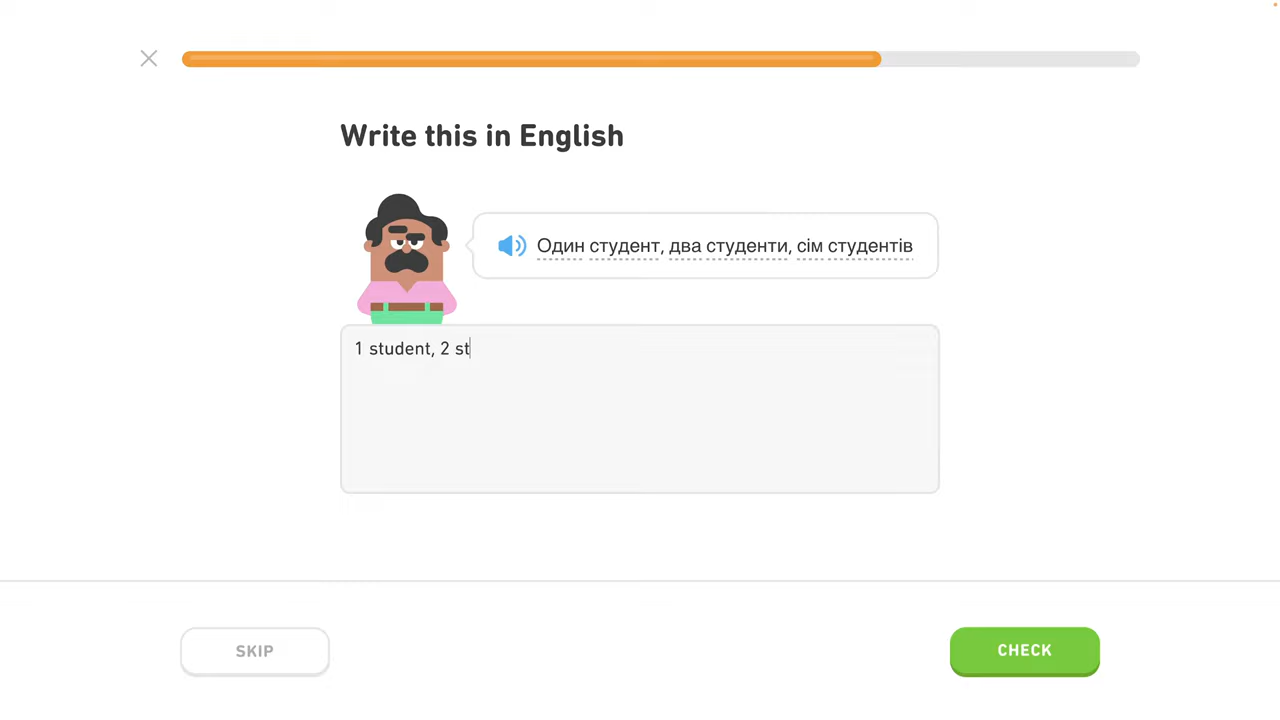 Write this in English
Один студент, два студенти, сім студентів
1 student, 2 st
SKIP
CHECK